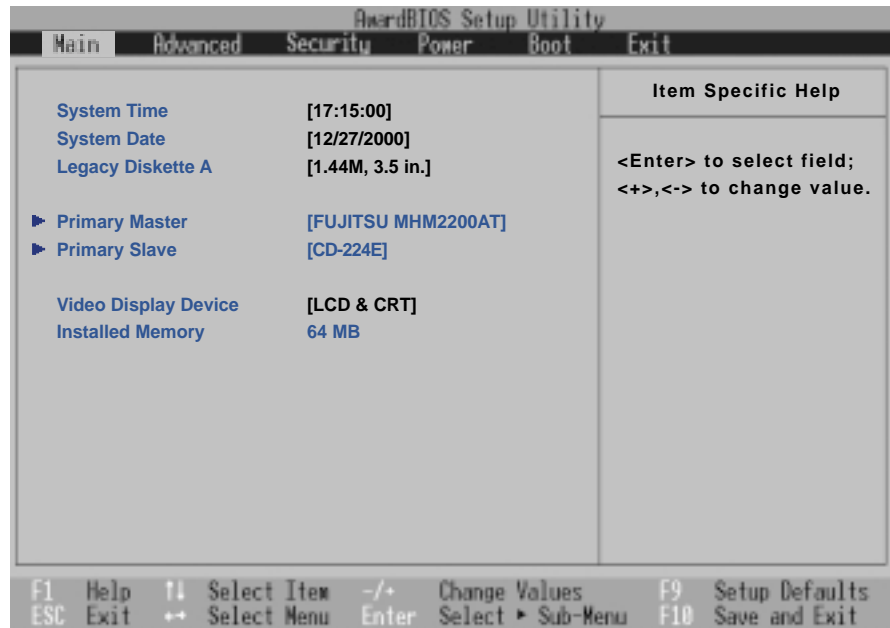 AwardBIOS Setup Utility
Main Advanced Security Power Boot Exit
System Time [17:15:00]
System Date [12/27/2000]
Legacy Diskette A [1.44M, 3.5 in.]
Primary Master [FUJITSU MHM2200AT]
Primary Slave [CD-224E]
Video Display Device [LCD & CRT]
Installed Memory 64 MB
Item Specific Help
<Enter> to select field;
<+>,<-> to change value.
F1 Help ↑↓ Select Item -/+ Change Values F9 Setup Defaults
ESC Exit ←→ Select Menu Enter Select ▸ Sub-Menu F10 Save and Exit